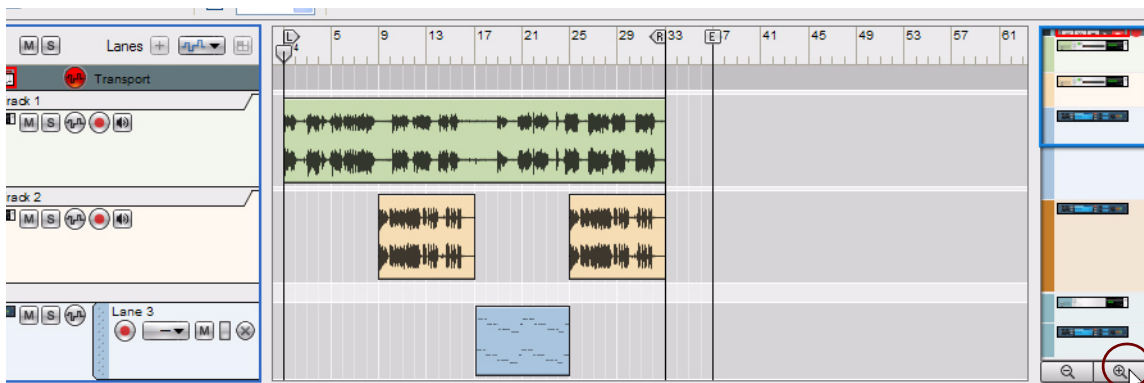 M S Lanes
L 5 9 13 17 21 25 29 R 33 E 7 41 45 49 53 57 61
4
Transport
rack 1
M S
rack 2
M S
M S Lane 3
M